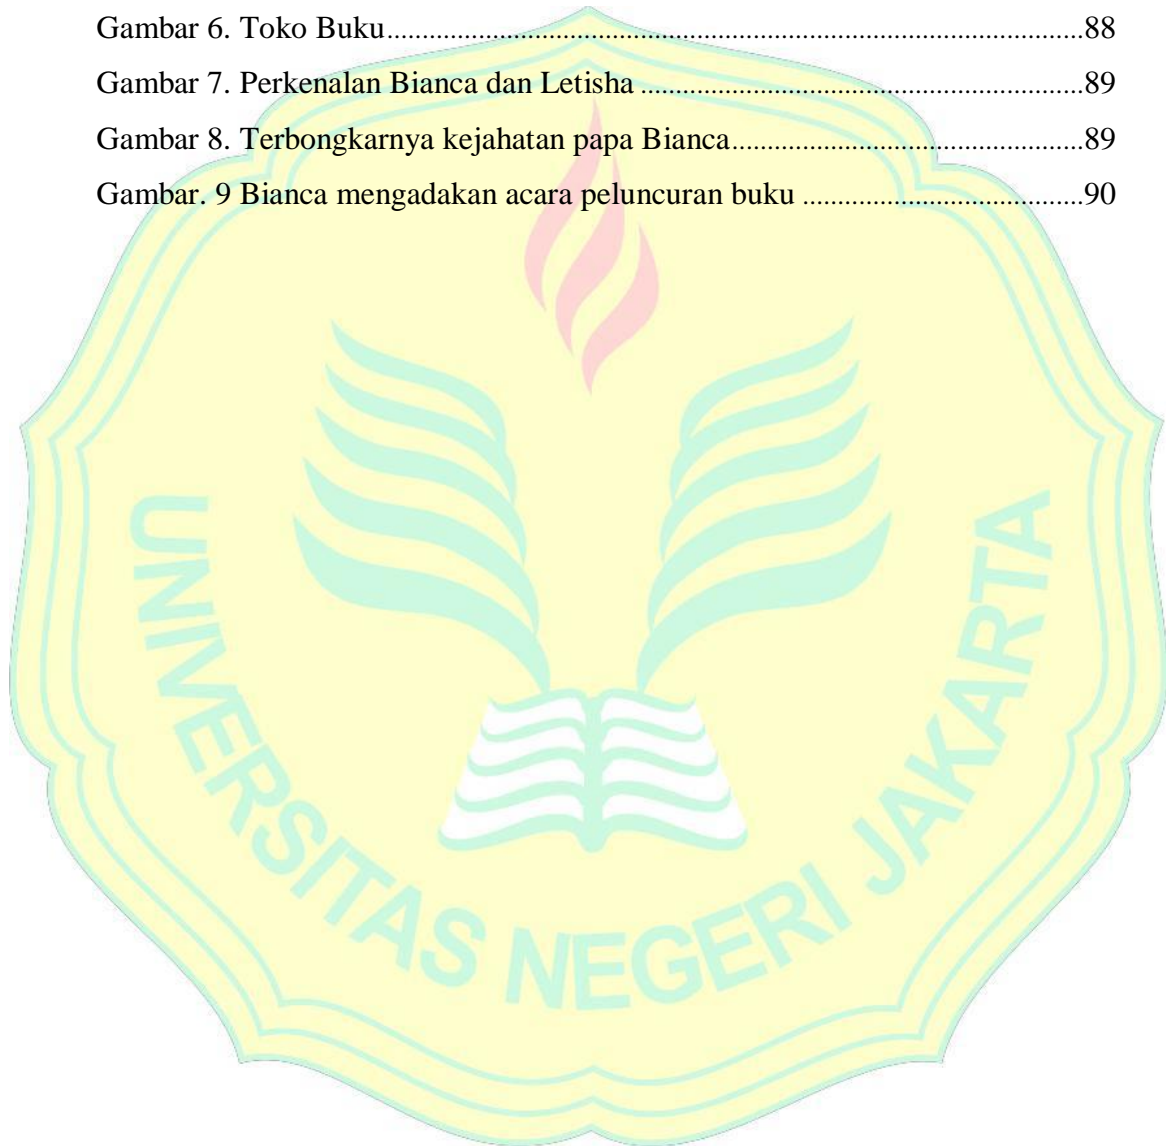 Gambar 6. Toko Buku....................................................................................................88
Gambar 7. Perkenalan Bianca dan Letisha ................................................................89
Gambar 8. Terbongkarnya kejahatan papa Bianca...................................................89
Gambar. 9 Bianca mengadakan acara peluncuran buku ........................................90
UNIVERSITAS NEGERI JAKARTA